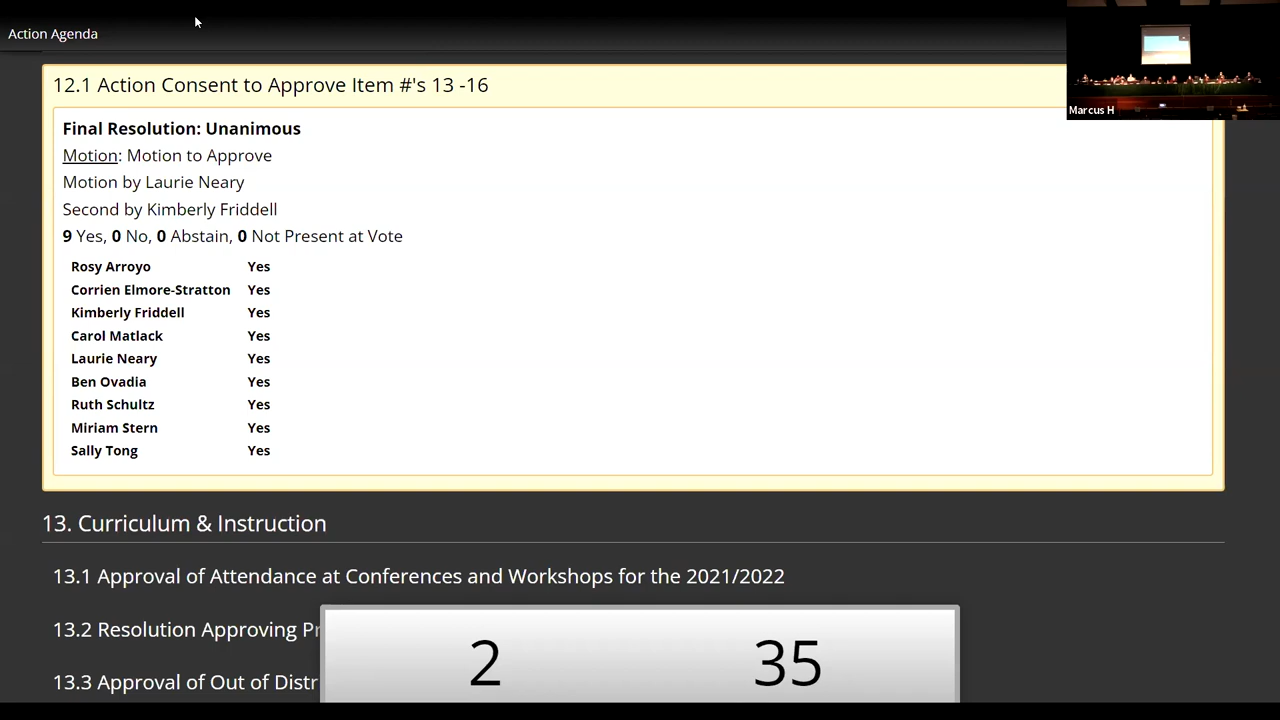 Action Agenda
Marcus H
12.1 Action Consent to Approve Item #'s 13 -16
Final Resolution: Unanimous
Motion: Motion to Approve
Motion by Laurie Neary
Second by Kimberly Friddell
9 Yes, 0 No, 0 Abstain, 0 Not Present at Vote
Rosy Arroyo Yes
Corrien Elmore-Stratton Yes
Kimberly Friddell Yes
Carol Matlack Yes
Laurie Neary Yes
Ben Ovadia Yes
Ruth Schultz Yes
Miriam Stern Yes
Sally Tong Yes
13. Curriculum & Instruction
13.1 Approval of Attendance at Conferences and Workshops for the 2021/2022
13.2 Resolution Approving
13.3 Approval of Out of
2 35